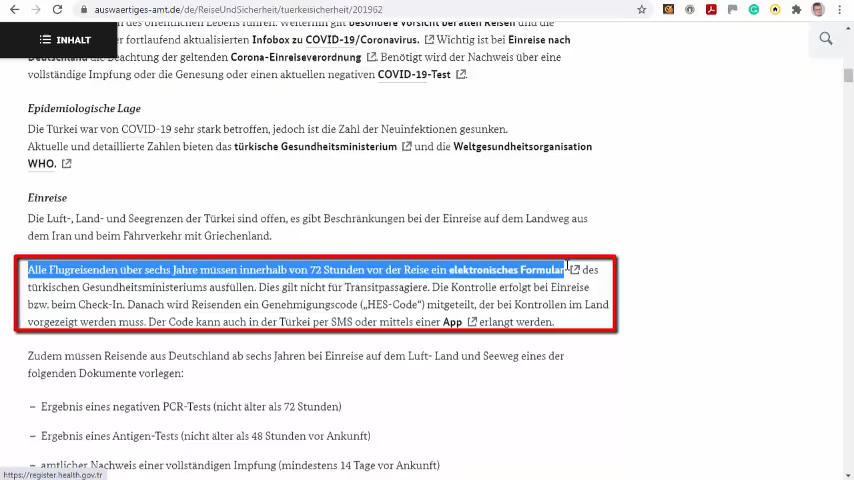 auswaertiges-amt.de/de/ReiseUndSicherheit/tuerkeisicherheit/201962
des öffentlichen Lebens führen. Weiterhin gilt besondere Vorsicht bei allen Reisen und die
INHALT
der fortlaufend aktualisierten Infobox zu COVID-19/Coronavirus. Wichtig ist bei Einreise nach
Deutschland die Beachtung der geltenden Corona-Einreiseverordnung. Benötigt wird der Nachweis über eine
vollständige Impfung oder die Genesung oder einen aktuellen negativen COVID-19-Test.
Epidemiologische Lage
Die Türkei war von COVID-19 sehr stark betroffen, jedoch ist die Zahl der Neuinfektionen gesunken.
Aktuelle und detaillierte Zahlen bieten das türkische Gesundheitsministerium und die Weltgesundheitsorganisation
WHO.
Einreise
Die Luft-, Land- und Seegrenzen der Türkei sind offen, es gibt Beschränkungen bei der Einreise auf dem Landweg aus
dem Iran und beim Fährverkehr mit Griechenland.
Alle Flugreisenden über sechs Jahre müssen innerhalb von 72 Stunden vor der Reise ein elektronisches Formular des
türkischen Gesundheitsministeriums ausfüllen. Dies gilt nicht für Transitpassagiere. Die Kontrolle erfolgt bei Einreise
bzw. beim Check-In. Danach wird Reisenden ein Genehmigungscode („HES-Code“) mitgeteilt, der bei Kontrollen im Land
vorgezeigt werden muss. Der Code kann auch in der Türkei per SMS oder mittels einer App erlangt werden.
Zudem müssen Reisende aus Deutschland ab sechs Jahren bei Einreise auf dem Luft- Land und Seeweg eines der
folgenden Dokumente vorlegen:
– Ergebnis eines negativen PCR-Tests (nicht älter als 72 Stunden)
– Ergebnis eines Antigen-Tests (nicht älter als 48 Stunden vor Ankunft)
– amtlicher Nachweis einer vollständigen Impfung (mindestens 14 Tage vor Ankunft)
https://register.health.gov.tr